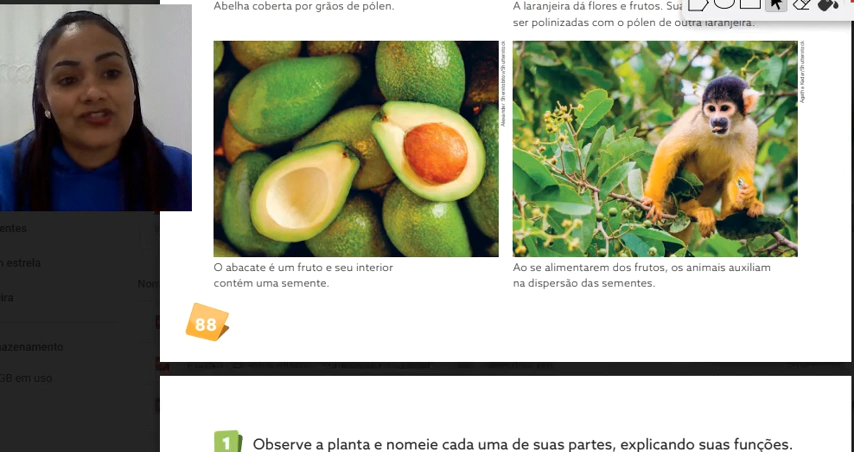 Abelha coberta por grãos de pólen.
A laranjeira dá flores e frutos. Sua
ser polinizadas com o pólen de outra laranjeira.
O abacate é um fruto e seu interior
contém uma semente.
Ao se alimentarem dos frutos, os animais auxiliam
na dispersão das sementes.
88
entes
estrela
Nom
ira
azenamento
GB em uso
1 Observe a planta e nomeie cada uma de suas partes, explicando suas funções.